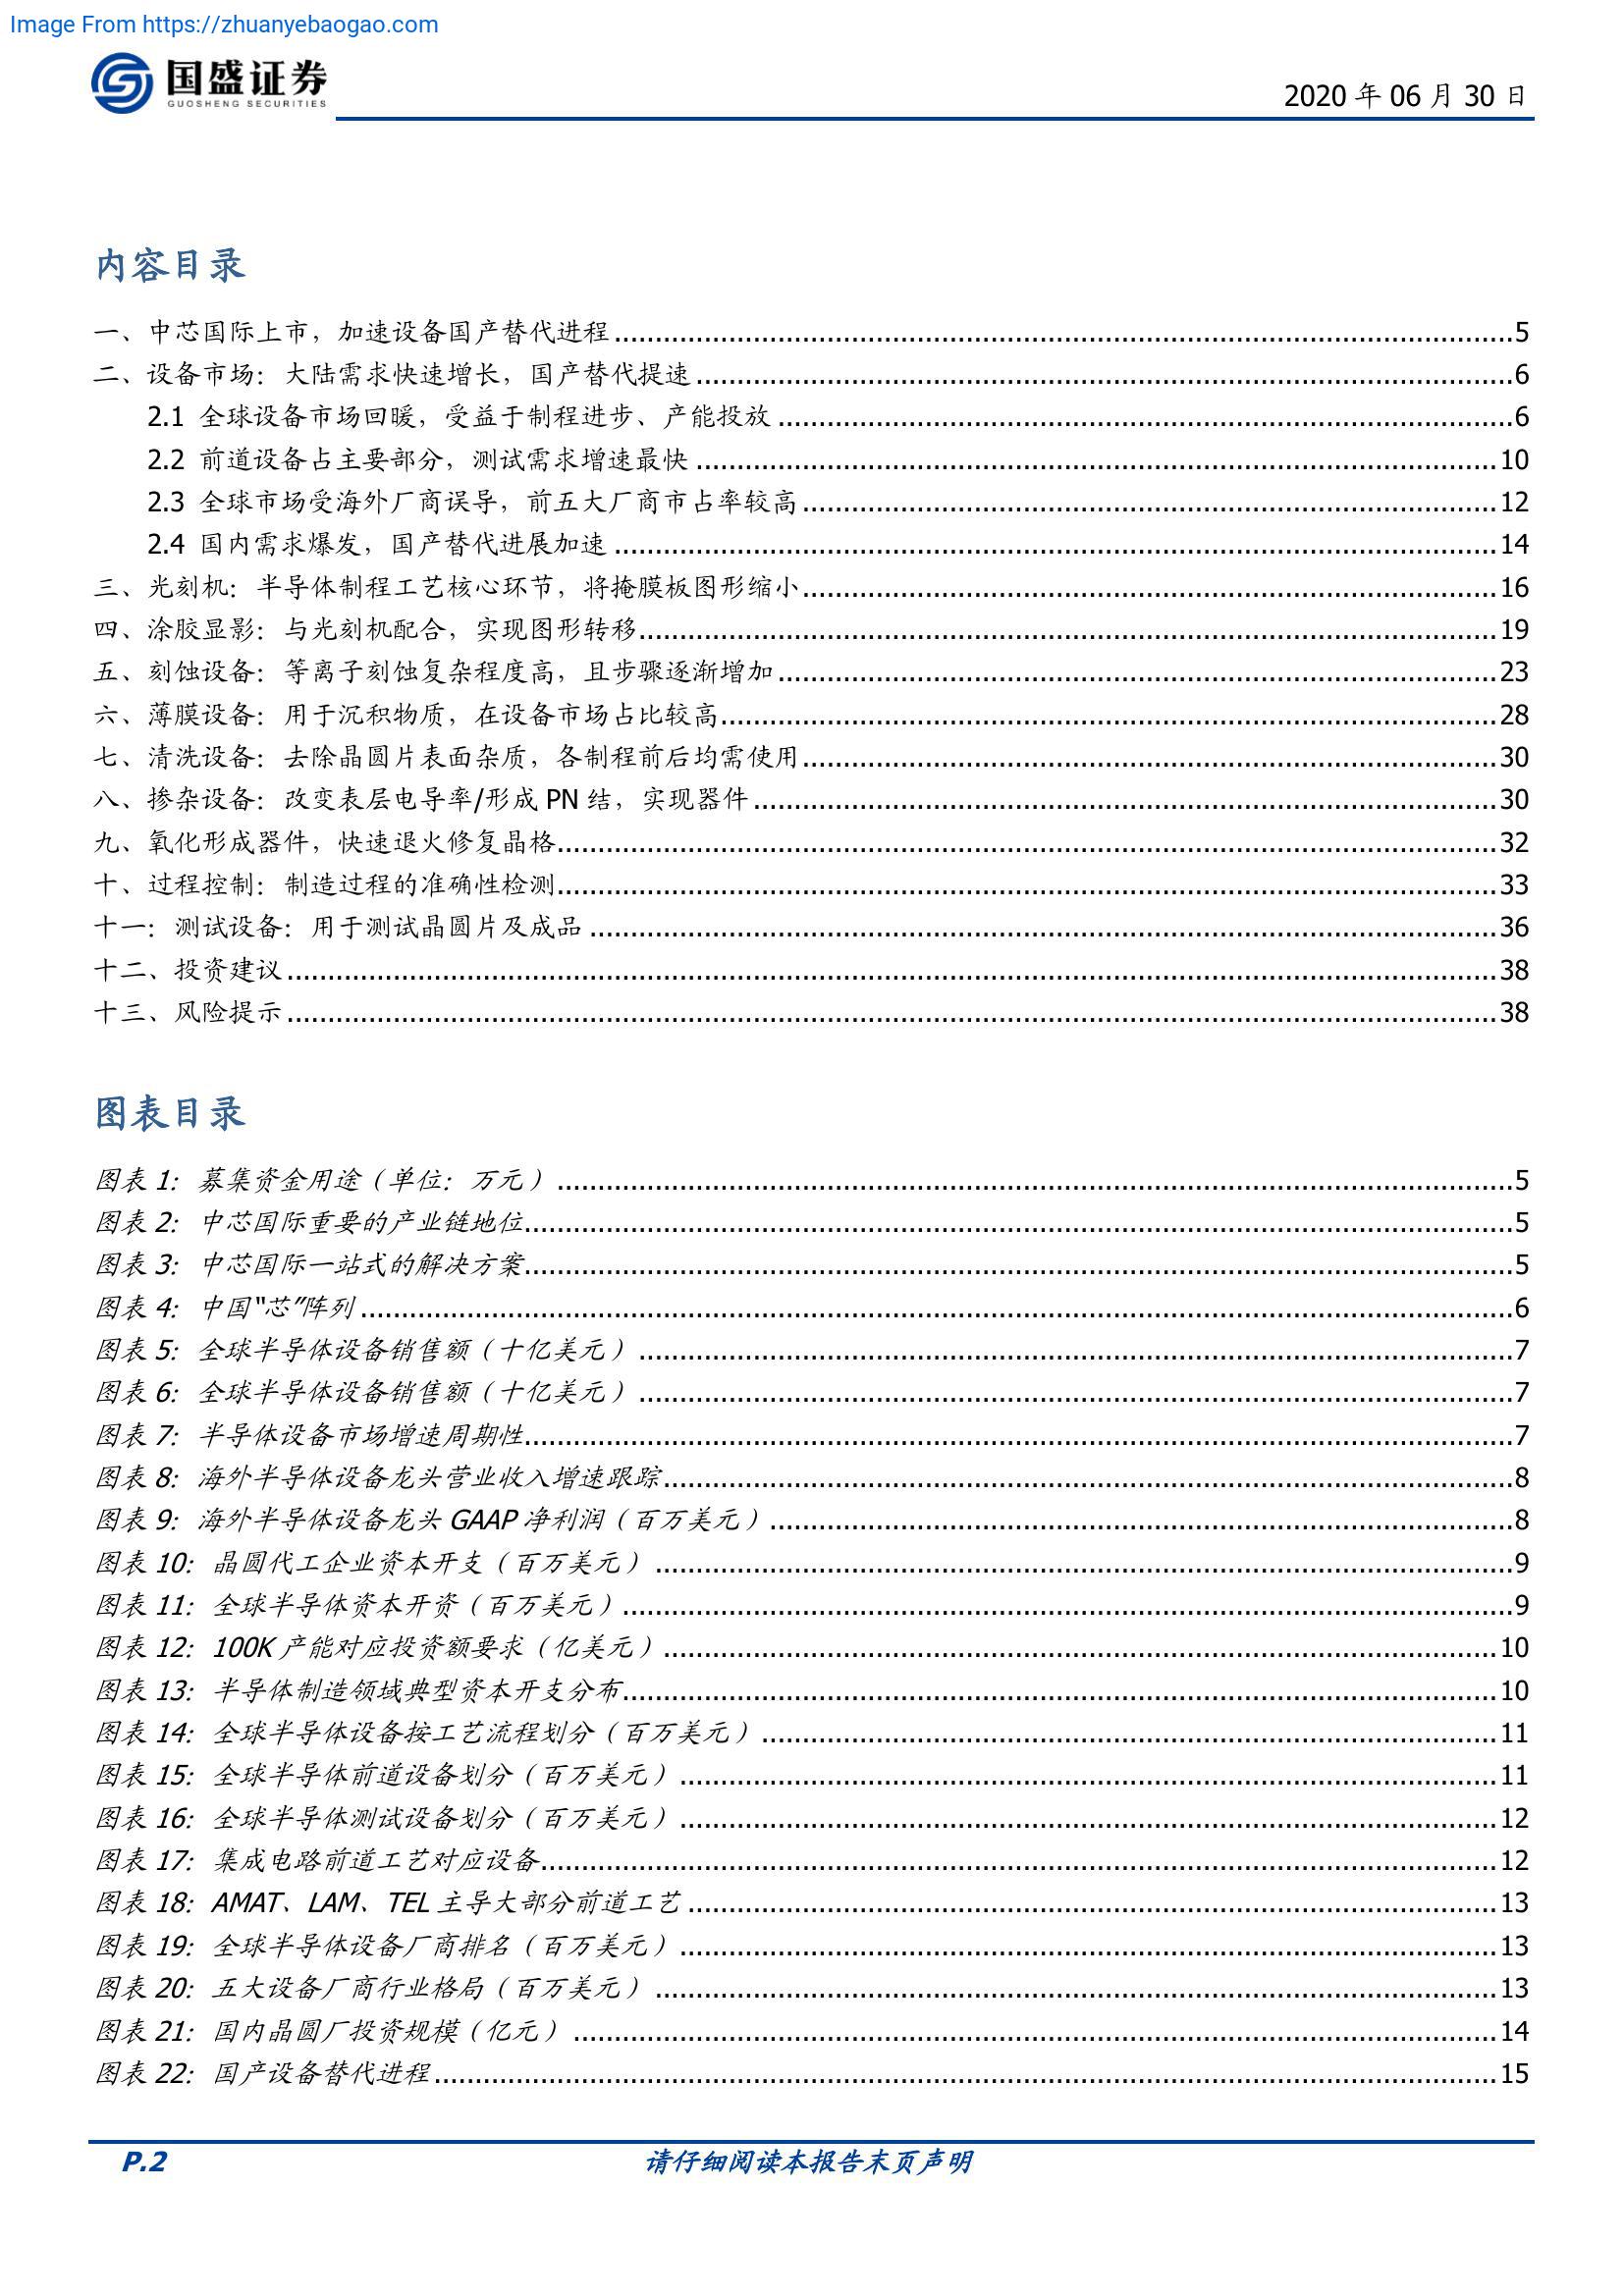 Image From https://zhuanyebaogao.com
国盛证券
GUOSHENG SECURITIES
2020 年 06 月 30 日
内容目录
一、中芯国际上市，加速设备国产替代进程 5
二、设备市场：大陆需求快速增长，国产替代提速 6
2.1 全球设备市场回暖，受益于制程进步、产能投放 6
2.2 前道设备占主要部分，测试需求增速最快 10
2.3 全球市场受海外厂商误导，前五大厂商市占率较高 12
2.4 国内需求爆发，国产替代进展加速 14
三、光刻机：半导体制程工艺核心环节，将掩膜板图形缩小 16
四、涂胶显影：与光刻机配合，实现图形转移 19
五、刻蚀设备：等离子刻蚀复杂程度高，且步骤逐渐增加 23
六、薄膜设备：用于沉积物质，在设备市场占比较高 28
七、清洗设备：去除晶圆片表面杂质，各制程前后均需使用 30
八、掺杂设备：改变表层电导率/形成 PN 结，实现器件 30
九、氧化形成器件，快速退火修复晶格 32
十、过程控制：制造过程的准确性检测 33
十一：测试设备：用于测试晶圆片及成品 36
十二、投资建议 38
十三、风险提示 38
图表目录
图表 1：募集资金用途（单位：万元） 5
图表 2：中芯国际重要的产业链地位 5
图表 3：中芯国际一站式的解决方案 5
图表 4：中国“芯”阵列 6
图表 5：全球半导体设备销售额（十亿美元） 7
图表 6：全球半导体设备销售额（十亿美元） 7
图表 7：半导体设备市场增速周期性 7
图表 8：海外半导体设备龙头营业收入增速跟踪 8
图表 9：海外半导体设备龙头 GAAP 净利润（百万美元） 8
图表 10：晶圆代工企业资本开支（百万美元） 9
图表 11：全球半导体资本开资（百万美元） 9
图表 12：100K 产能对应投资额要求（亿美元） 10
图表 13：半导体制造领域典型资本开支分布 10
图表 14：全球半导体设备按工艺流程划分（百万美元） 11
图表 15：全球半导体前道设备划分（百万美元） 11
图表 16：全球半导体测试设备划分（百万美元） 12
图表 17：集成电路前道工艺对应设备 12
图表 18：AMAT、LAM、TEL 主导大部分前道工艺 13
图表 19：全球半导体设备厂商排名（百万美元） 13
图表 20：五大设备厂商行业格局（百万美元） 13
图表 21：国内晶圆厂投资规模（亿元） 14
图表 22：国产设备替代进程 15
P.2
请仔细阅读本报告末页声明